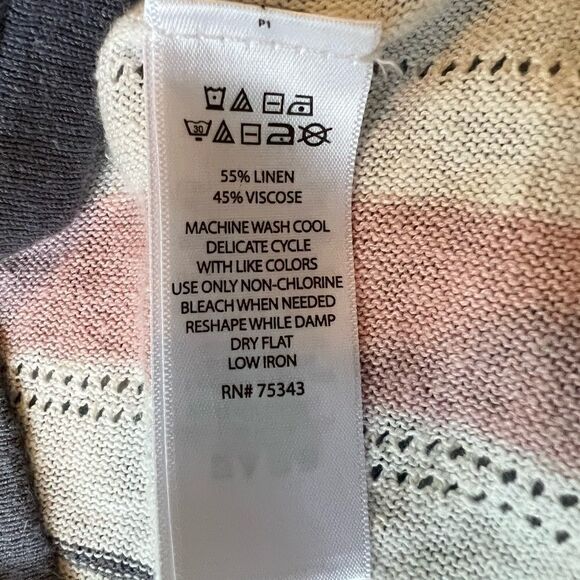 P1
30
55% LINEN
45% VISCOSE
MACHINE WASH COOL
DELICATE CYCLE
WITH LIKE COLORS
USE ONLY NON-CHLORINE
BLEACH WHEN NEEDED
RESHAPE WHILE DAMP
DRY FLAT
LOW IRON
RN# 75343